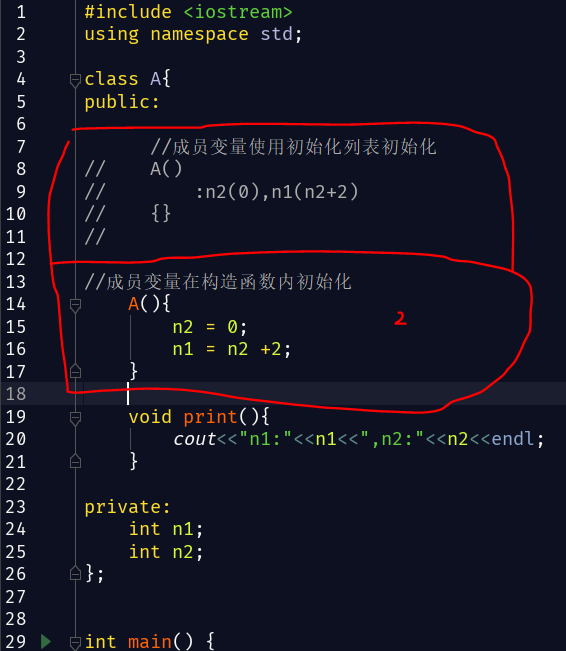 1 #include <iostream>
2 using namespace std;
3
4 class A{
5 public:
6
7 //成员变量使用初始化列表初始化
8 // A()
9 // :n2(0),n1(n2+2)
10 // {}
11 //
12
13 //成员变量在构造函数内初始化
14 A(){
15 n2 = 0;
2
16 n1 = n2 +2;
17 }
18
19 void print(){
20 cout<<"n1:"<<n1<<",n2:"<<n2<<endl;
21 }
22
23 private:
24 int n1;
25 int n2;
26 };
27
28
29 int main() {